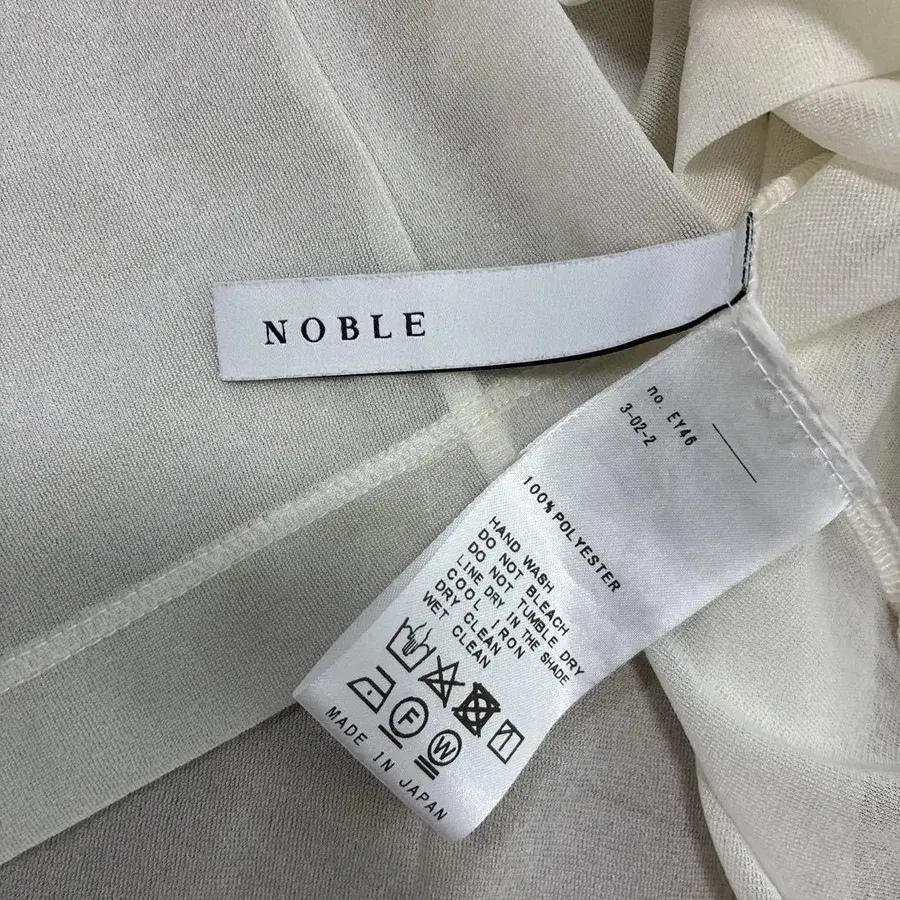 NOBLE
no. EY46
3-02-2
100% POLYESTER
HAND WASH
DO NOT BLEACH
DO NOT TUMBLE DRY
LINE DRY IN THE SHADE
COOL IRON
DRY CLEAN
WET CLEAN
F
W
MADE IN JAPAN